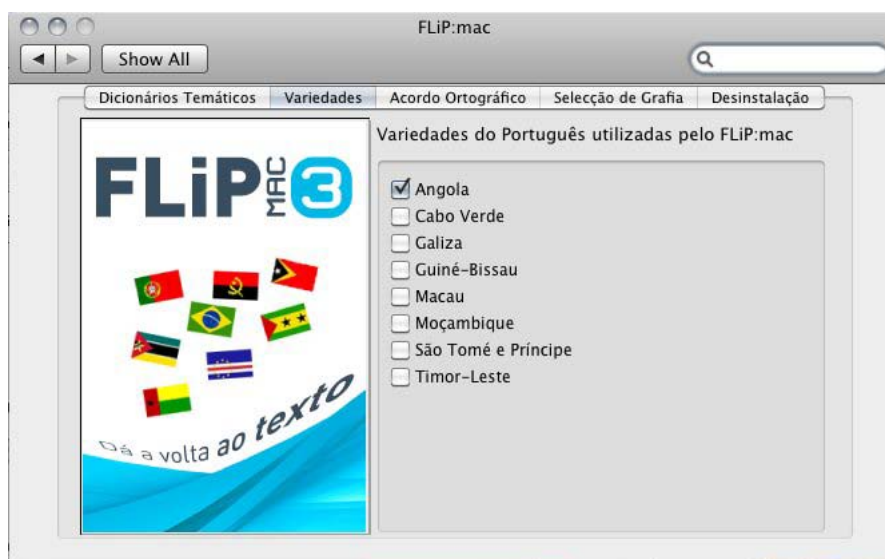 FLiP:mac
Show All
Dicionários Temáticos Variedades Acordo Ortográfico Selecção de Grafia Desinstalação
Variedades do Português utilizadas pelo FLiP:mac
FLiP MAC 3
Angola
Cabo Verde
Galiza
Guiné-Bissau
Macau
Moçambique
São Tomé e Príncipe
Timor-Leste
Dá a volta ao texto